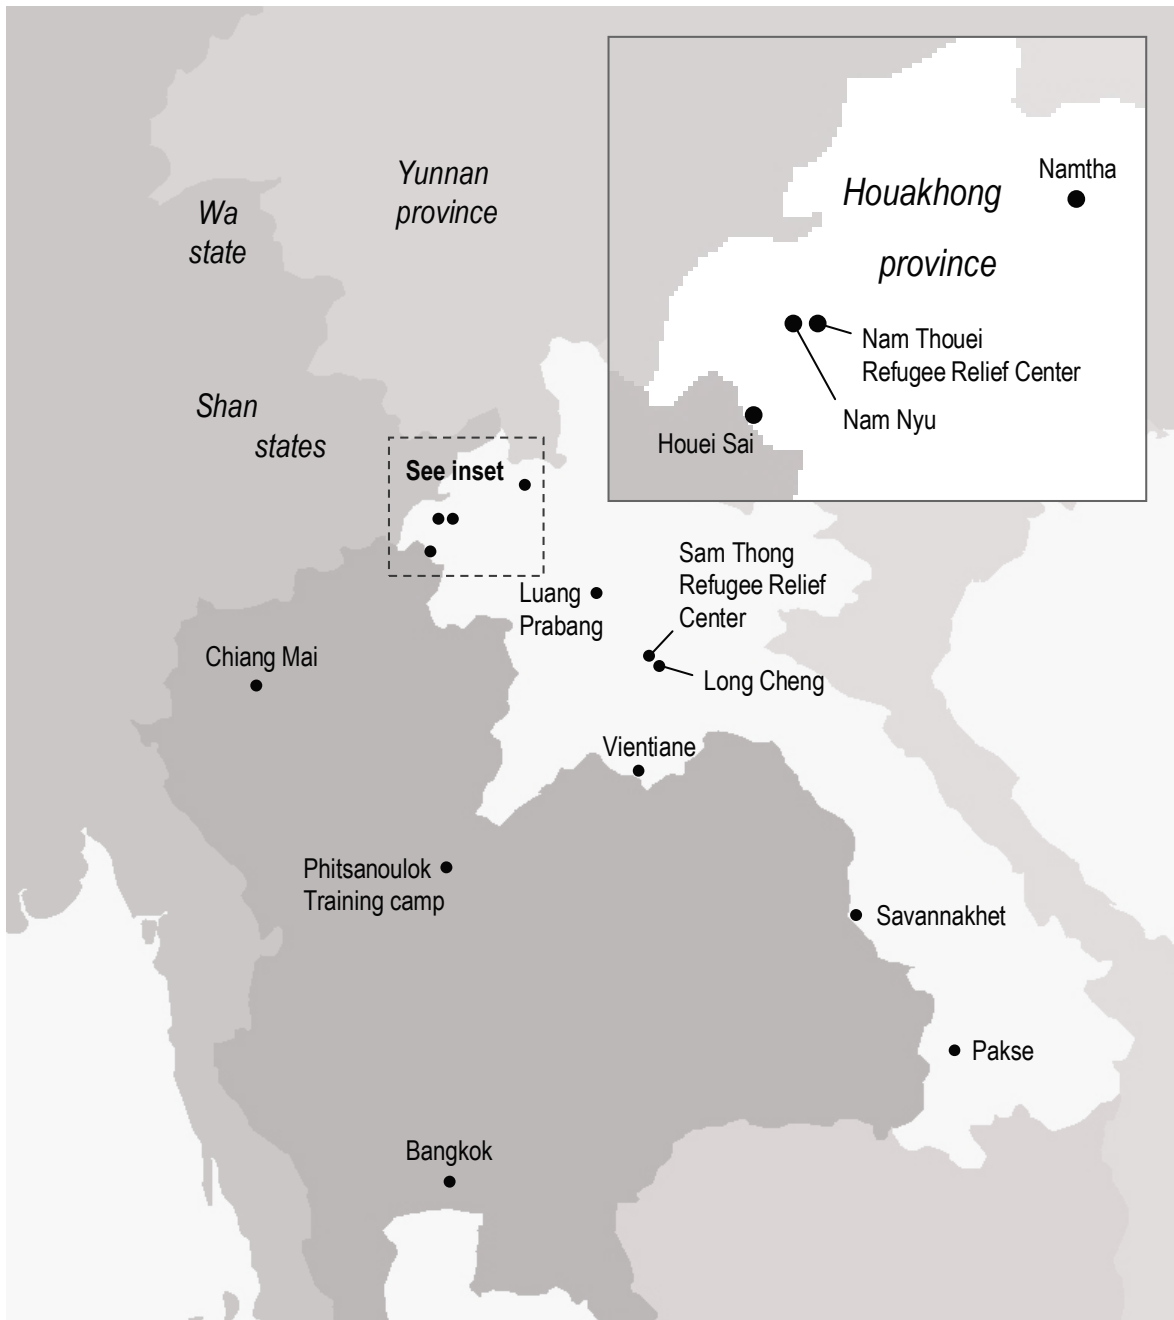 Yunnan
province
Wa
state
Shan
states
See inset
Houakhong
province
Namtha
Nam Thouei
Refugee Relief Center
Nam Nyu
Houei Sai
Sam Thong
Refugee Relief
Center
Luang
Prabang
Long Cheng
Chiang Mai
Vientiane
Phitsanoulok
Training camp
Savannakhet
Pakse
Bangkok